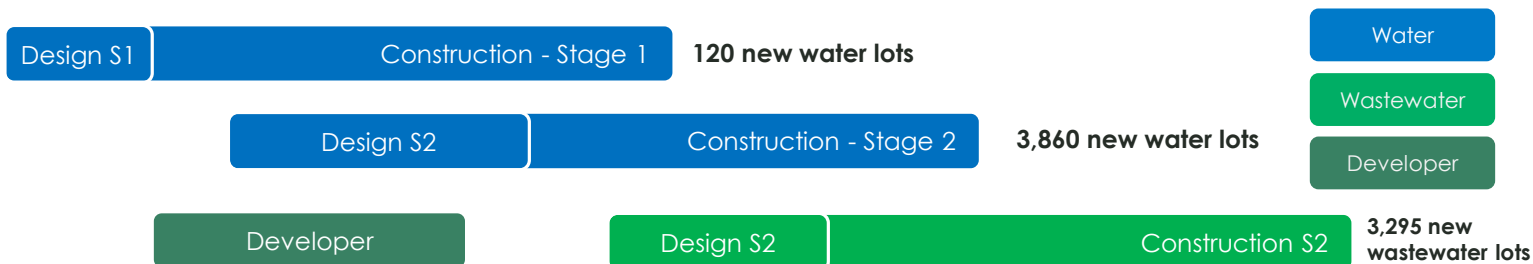 Design S1
Construction - Stage 1
120 new water lots
Water
Wastewater
Design S2
Construction - Stage 2
3,860 new water lots
Developer
Developer
Design S2
Construction S2
3,295 new
wastewater lots